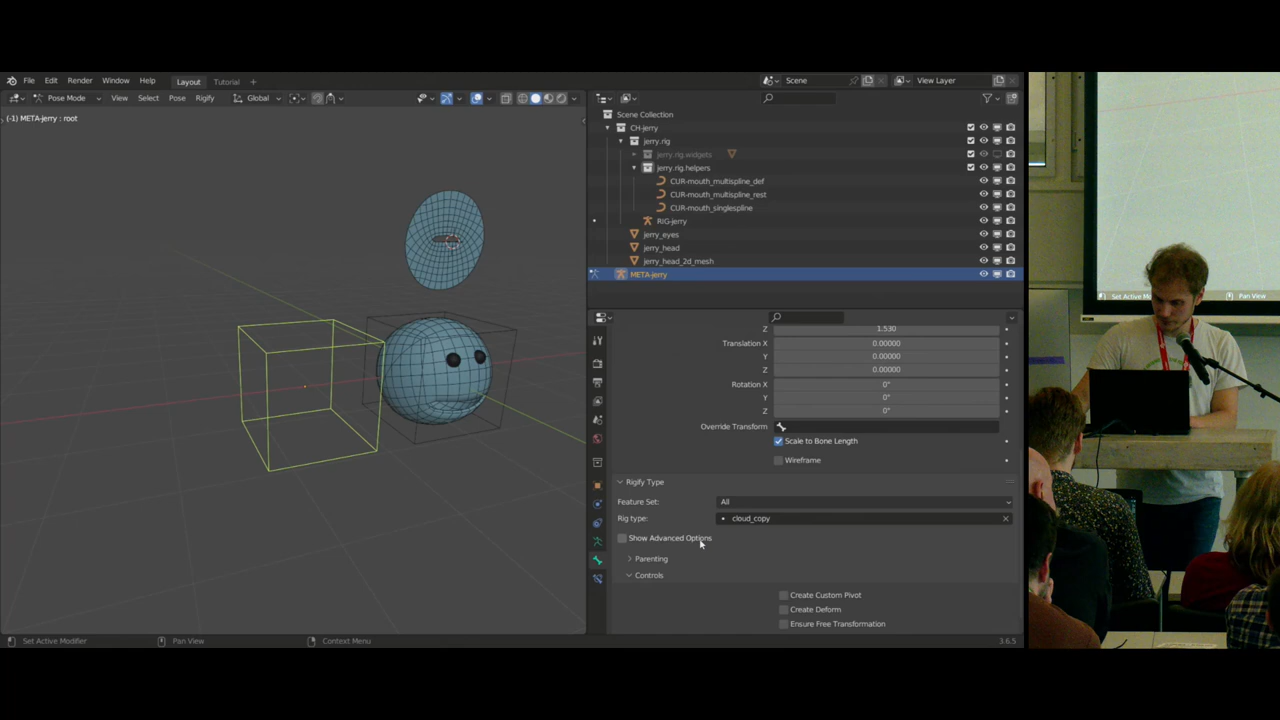 File Edit Render Window Help Layout Tutorial + Scene View Layer
Pose Mode View Select Pose Rigify Global
(-1) META-jerry : root
Scene Collection
CH-jerry
jerry.rig
jerry.rig.widgets
jerry.rig.helpers
CUR-mouth_multispline_def
CUR-mouth_multispline_rest
CUR-mouth_singlespline
RIG-jerry
jerry_eyes
jerry_head
jerry_head_2d_mesh
META-jerry
Z 1.530
Translation X 0.00000
Y 0.00000
Z 0.00000
Rotation X 0°
Y 0°
Z 0°
Override Transform
Scale to Bone Length
Wireframe
Rigify Type
Feature Set: All
Rig type: cloud_copy
Show Advanced Options
Parenting
Controls
Create Custom Pivot
Create Deform
Ensure Free Transformation
Set Active Modifier Pan View Context Menu 3.6.5
Set Active Modifier Pan View